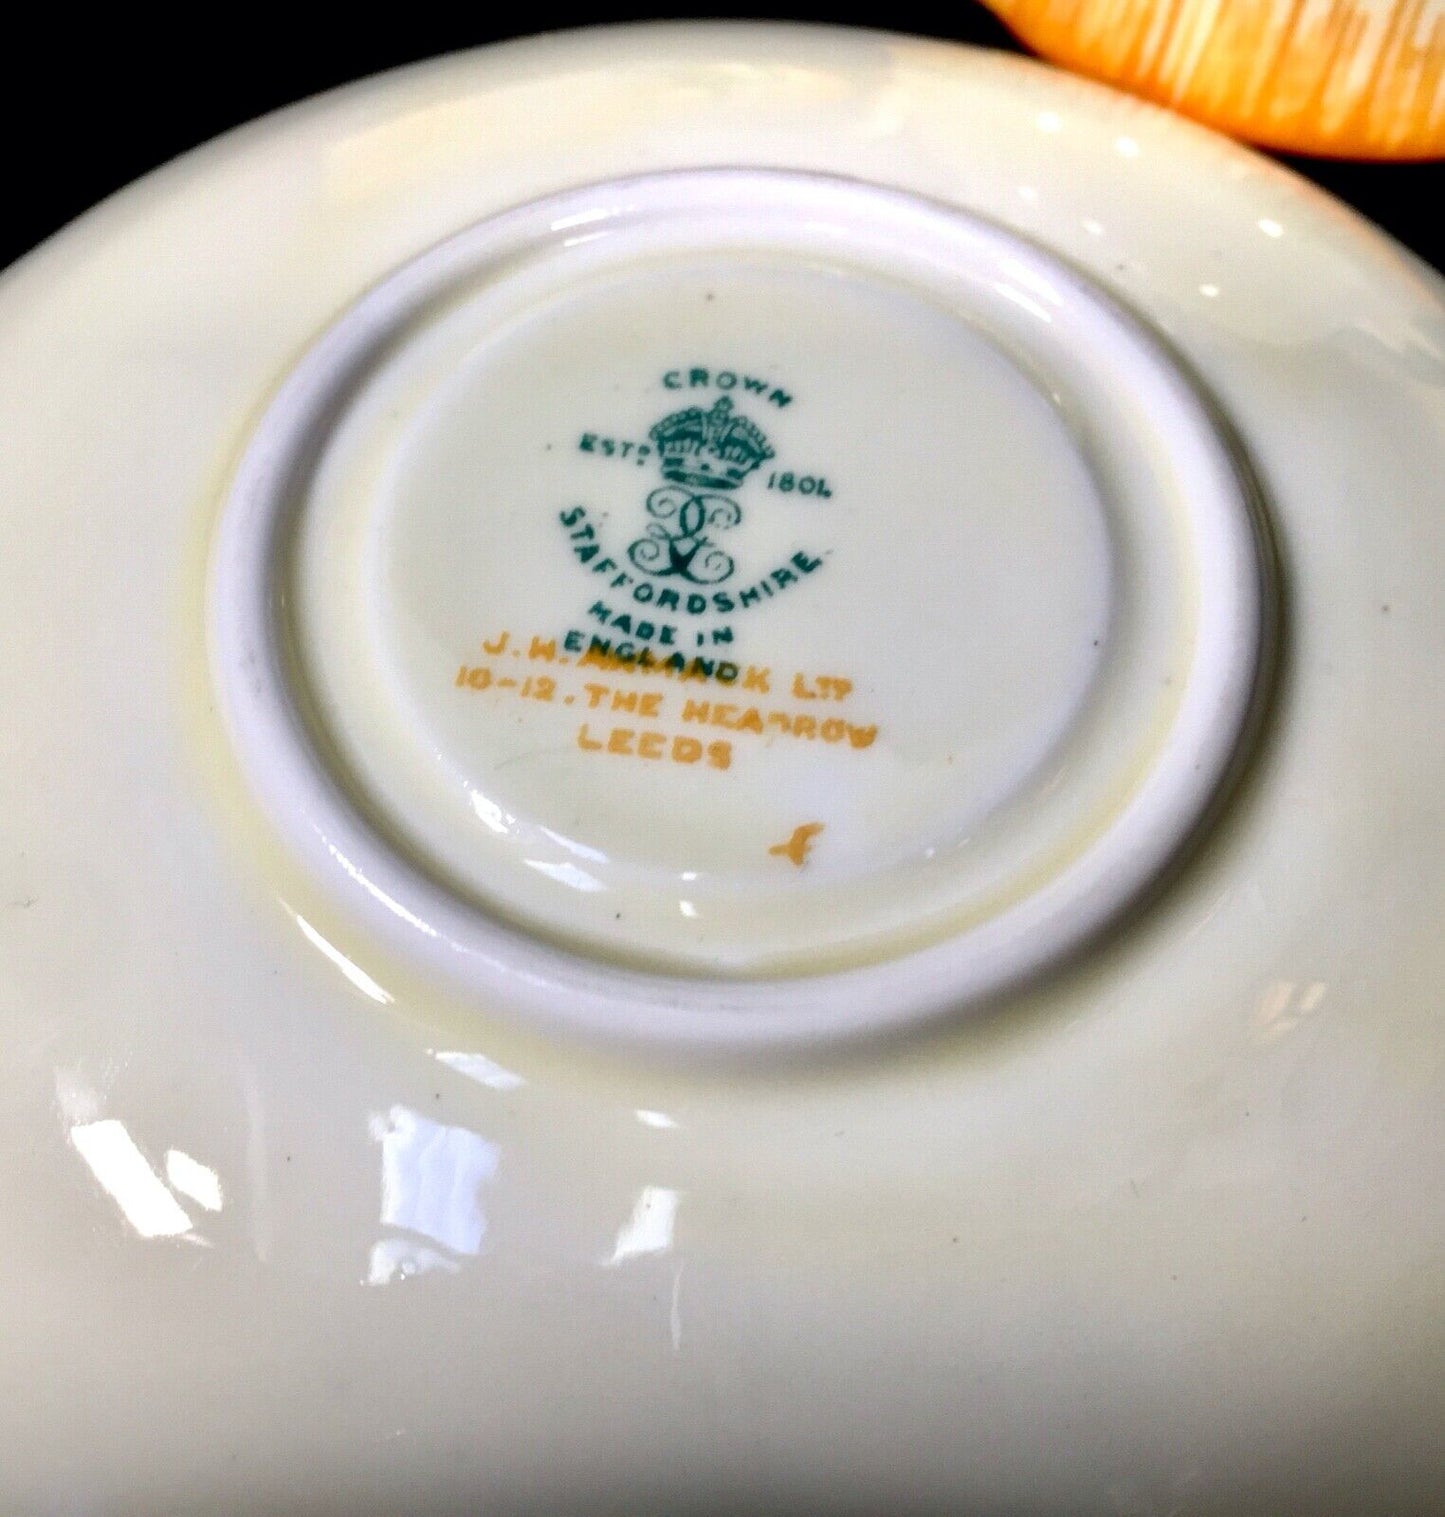 CROWN
ESTD 1801
STAFFORDSHIRE
MADE IN
ENGLAND
J. W. LTD
10-12. THE HEADROW
LEEDS